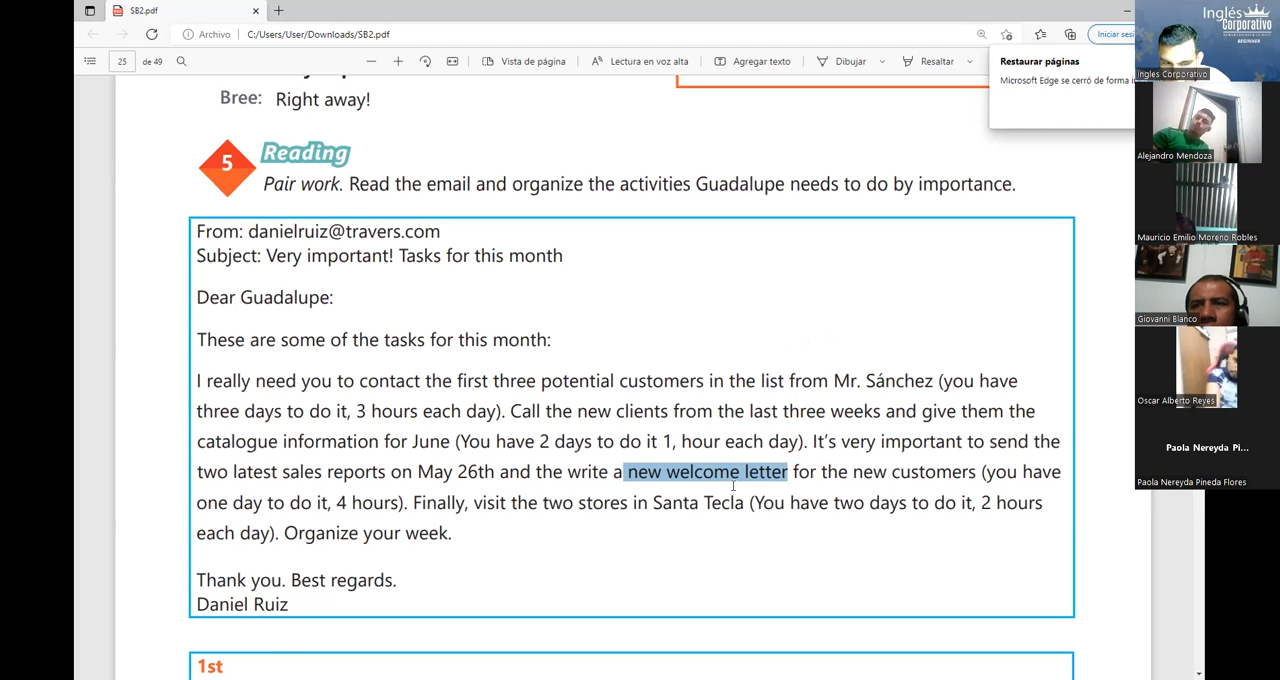 SB2.pdf
Archivo
C:/Users/User/Downloads/SB2.pdf
25
de 49
Vista de página
Lectura en voz alta
Agregar texto
Dibujar
Resaltar
Iniciar sesi
Restaurar páginas
Microsoft Edge se cerró de forma i
Bree: Right away!
5
Reading
Pair work. Read the email and organize the activities Guadalupe needs to do by importance.
From: danielruiz@travers.com
Subject: Very important! Tasks for this month
Dear Guadalupe:
These are some of the tasks for this month:
I really need you to contact the first three potential customers in the list from Mr. Sánchez (you have
three days to do it, 3 hours each day). Call the new clients from the last three weeks and give them the
catalogue information for June (You have 2 days to do it 1, hour each day). It's very important to send the
two latest sales reports on May 26th and the write a new welcome letter for the new customers (you have
one day to do it, 4 hours). Finally, visit the two stores in Santa Tecla (You have two days to do it, 2 hours
each day). Organize your week.
Thank you. Best regards.
Daniel Ruiz
1st
Inglés
Corporativo
BEGINNER
Ingles Corporativo
Alejandro Mendoza
Mauricio Emilio Moreno Robles
Giovanni Blanco
Oscar Alberto Reyes
Paola Nereyda Pi...
Paola Nereyda Pineda Flores